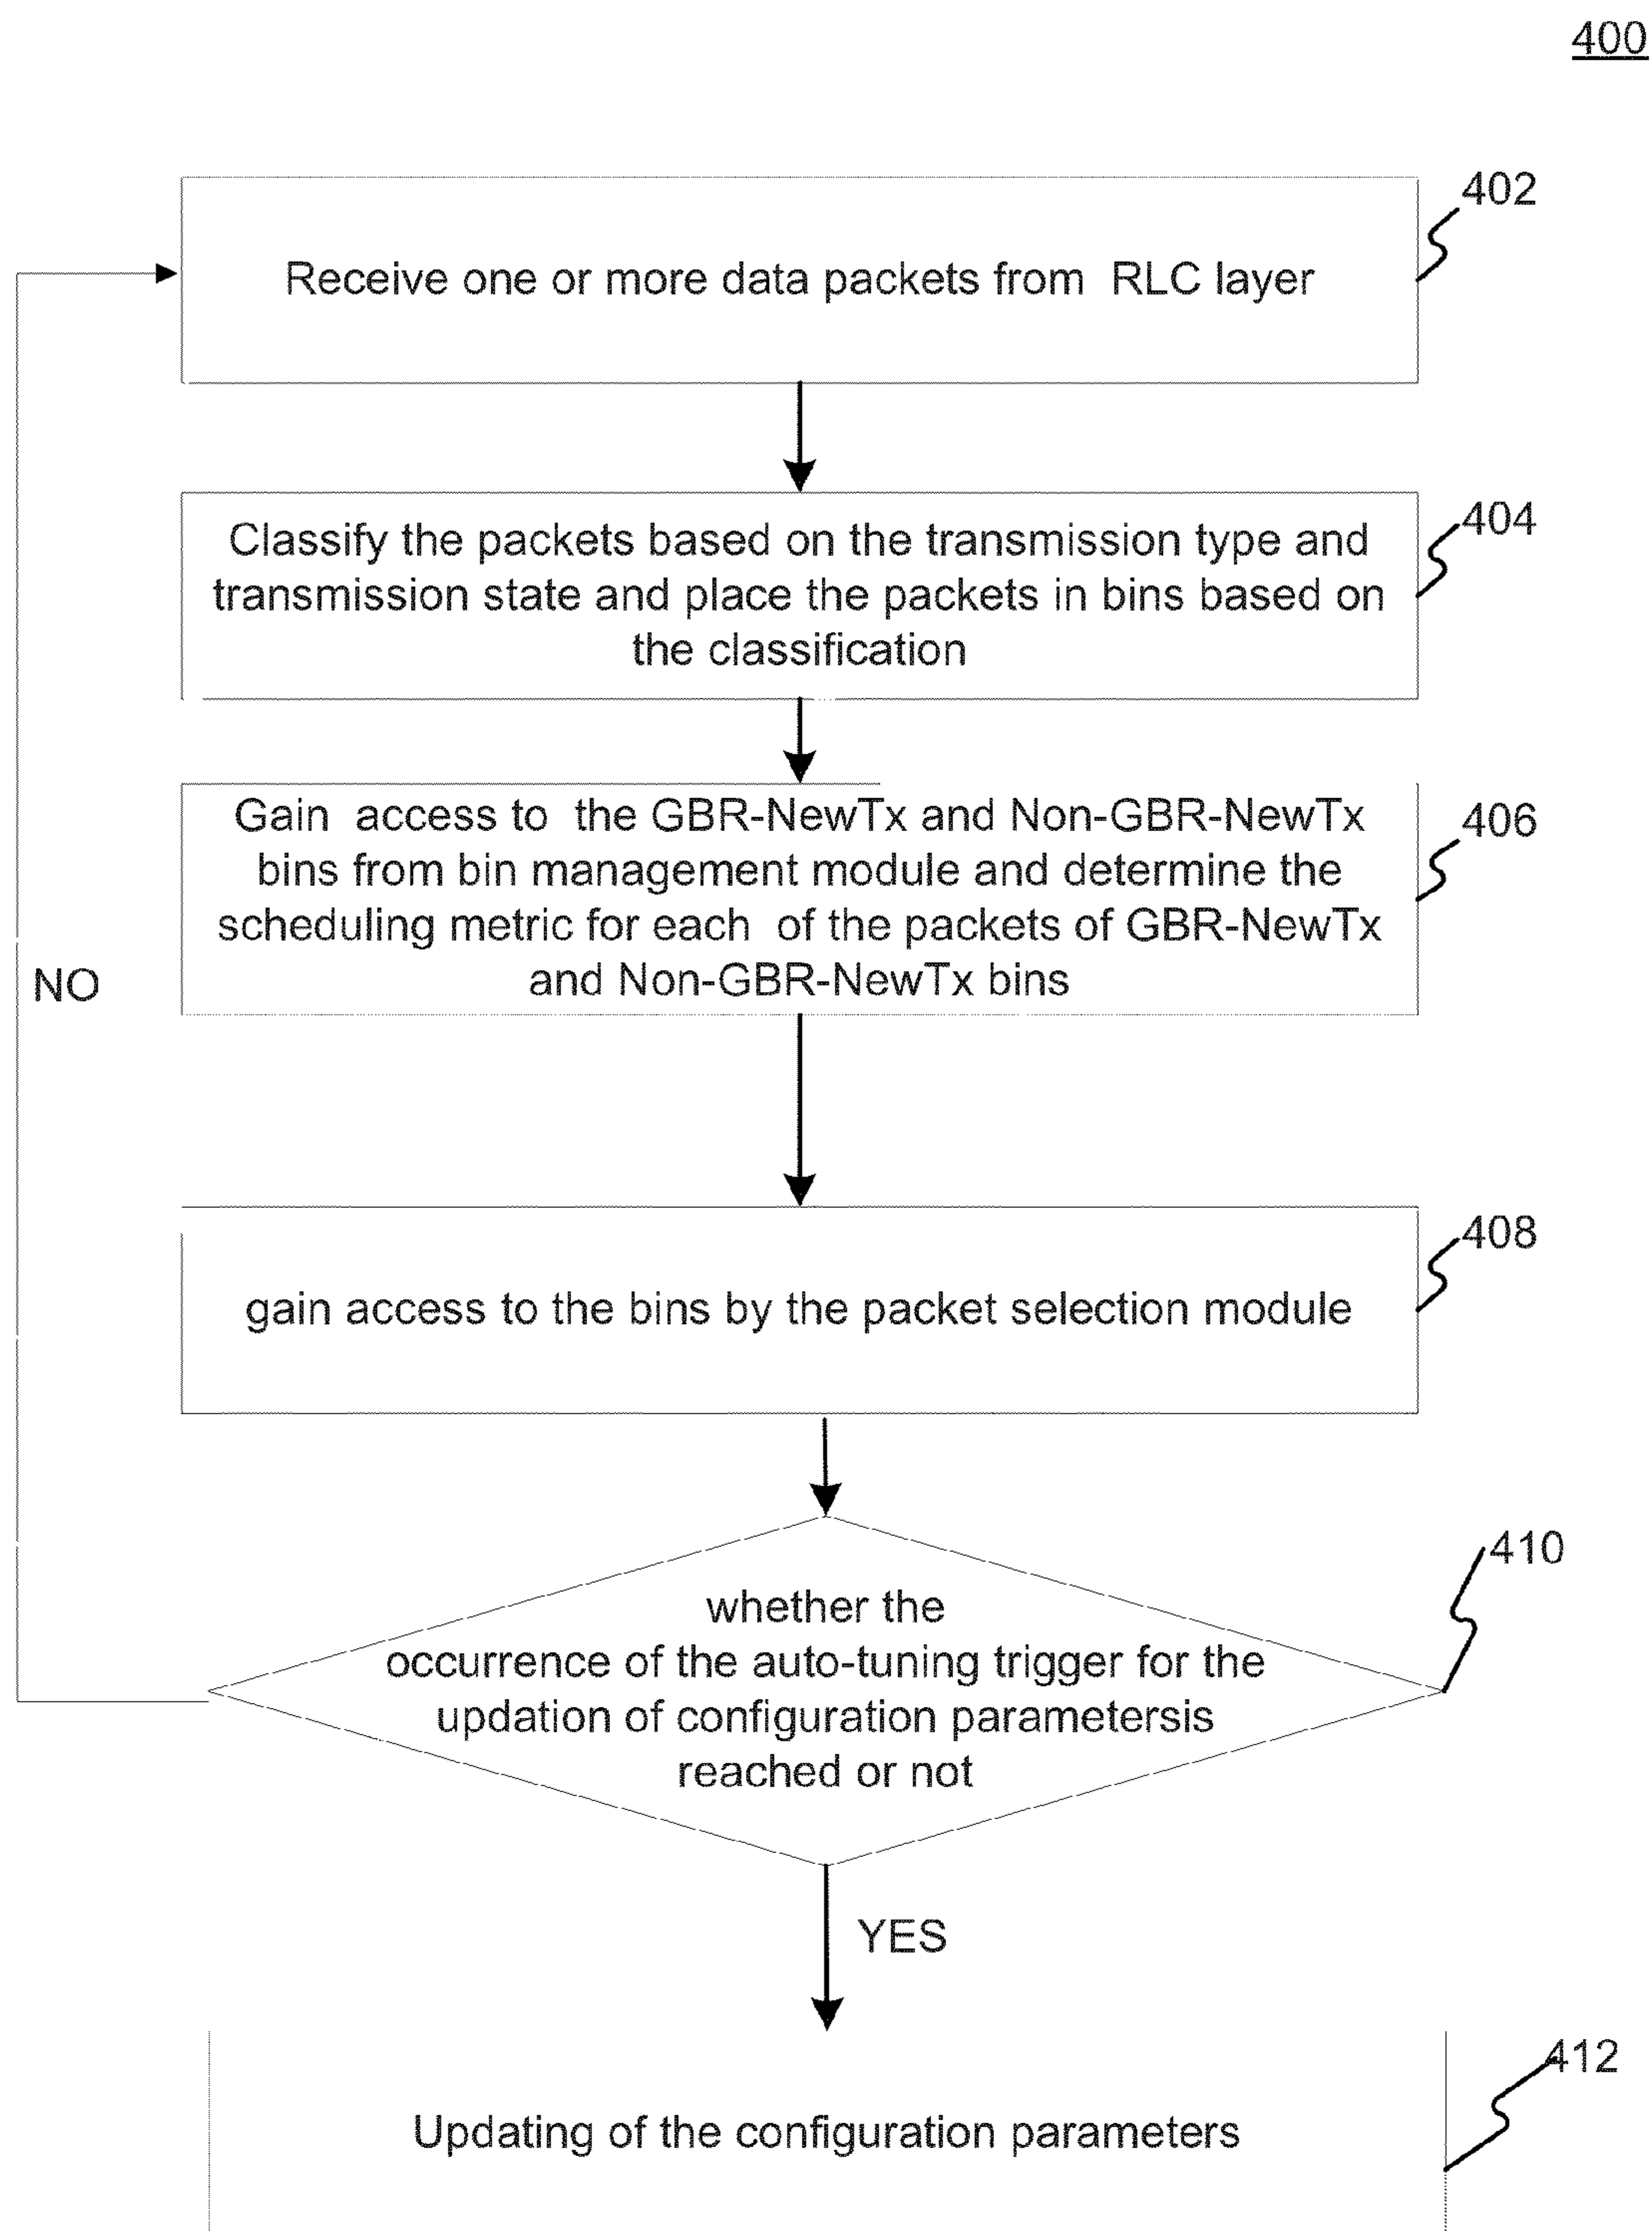 400
402
Receive one or more data packets from RLC layer
404
Classify the packets based on the transmission type and
transmission state and place the packets in bins based on
the classification
406
Gain access to the GBR-NewTx and Non-GBR-NewTx
bins from bin management module and determine the
scheduling metric for each of the packets of GBR-NewTx
and Non-GBR-NewTx bins
NO
408
gain access to the bins by the packet selection module
410
whether the
occurrence of the auto-tuning trigger for the
updation of configuration parametersis
reached or not
YES
412
Updating of the configuration parameters